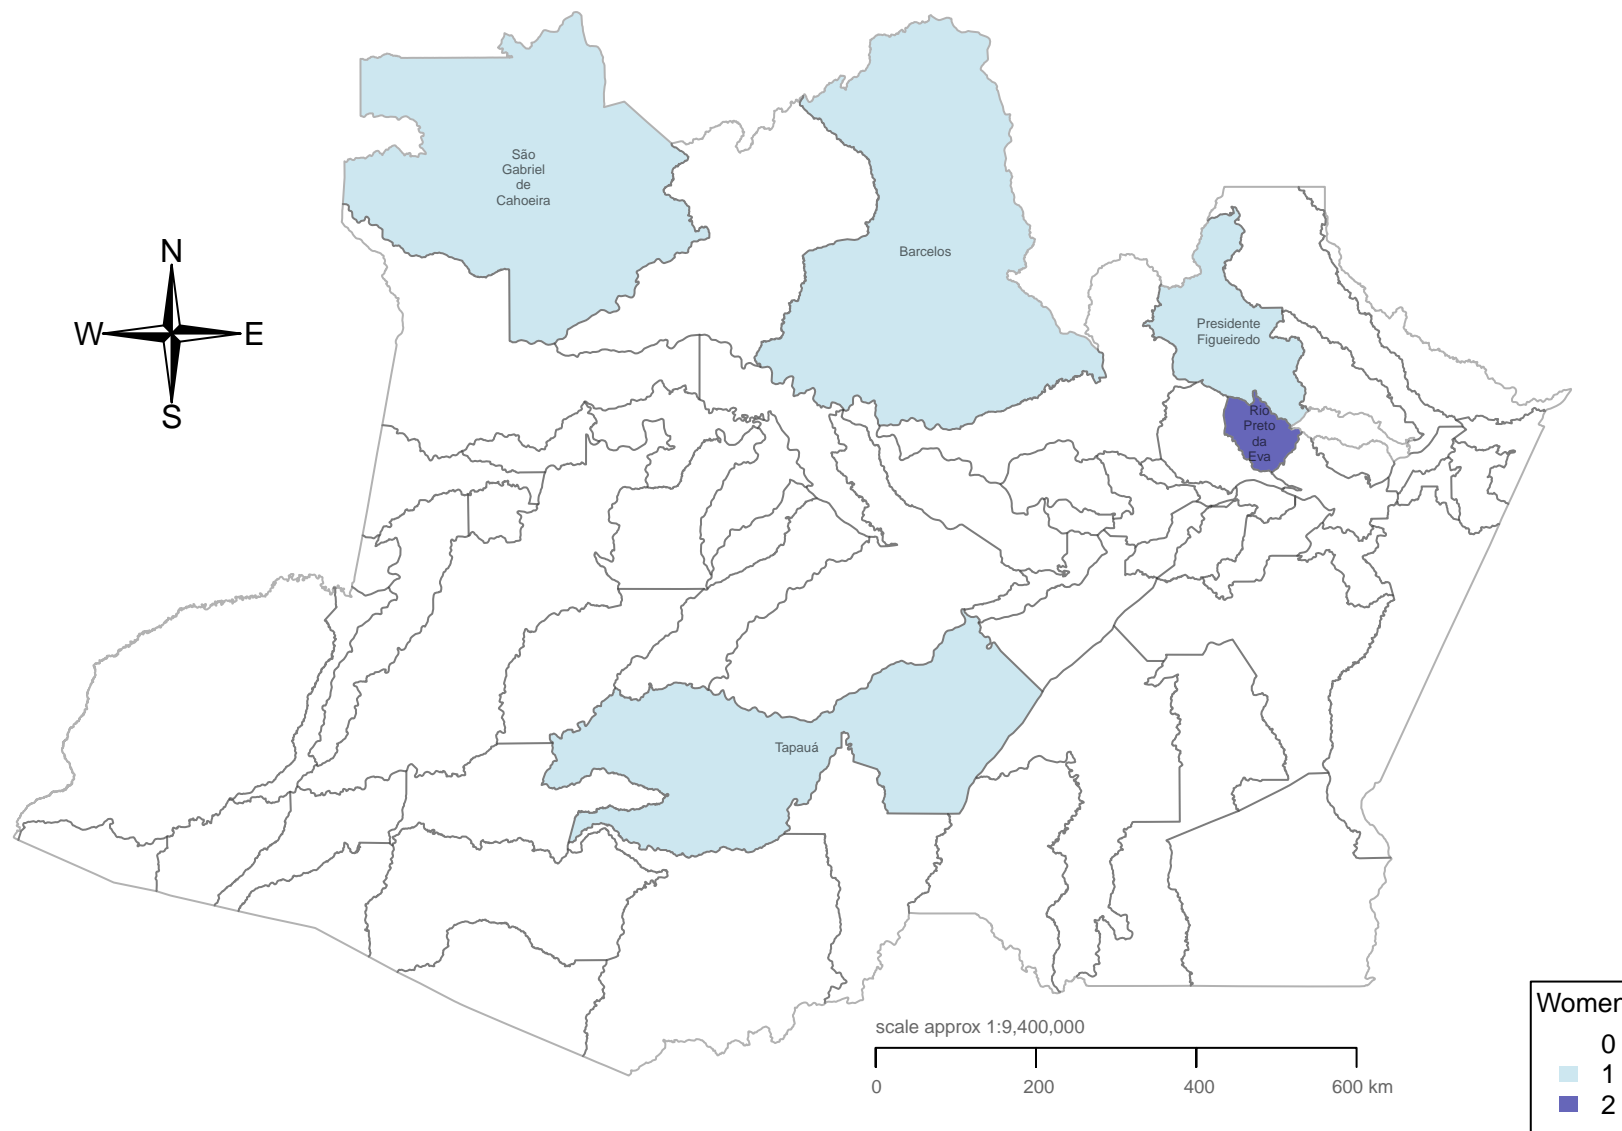 São
Gabriel
de
Cahoeira
Barcelos
N
W
E
S
Presidente
Figueiredo
Rio
Preto
da
Eva
Tapauá
scale approx 1:9,400,000
0
200
400
600 km
Women
0
1
2